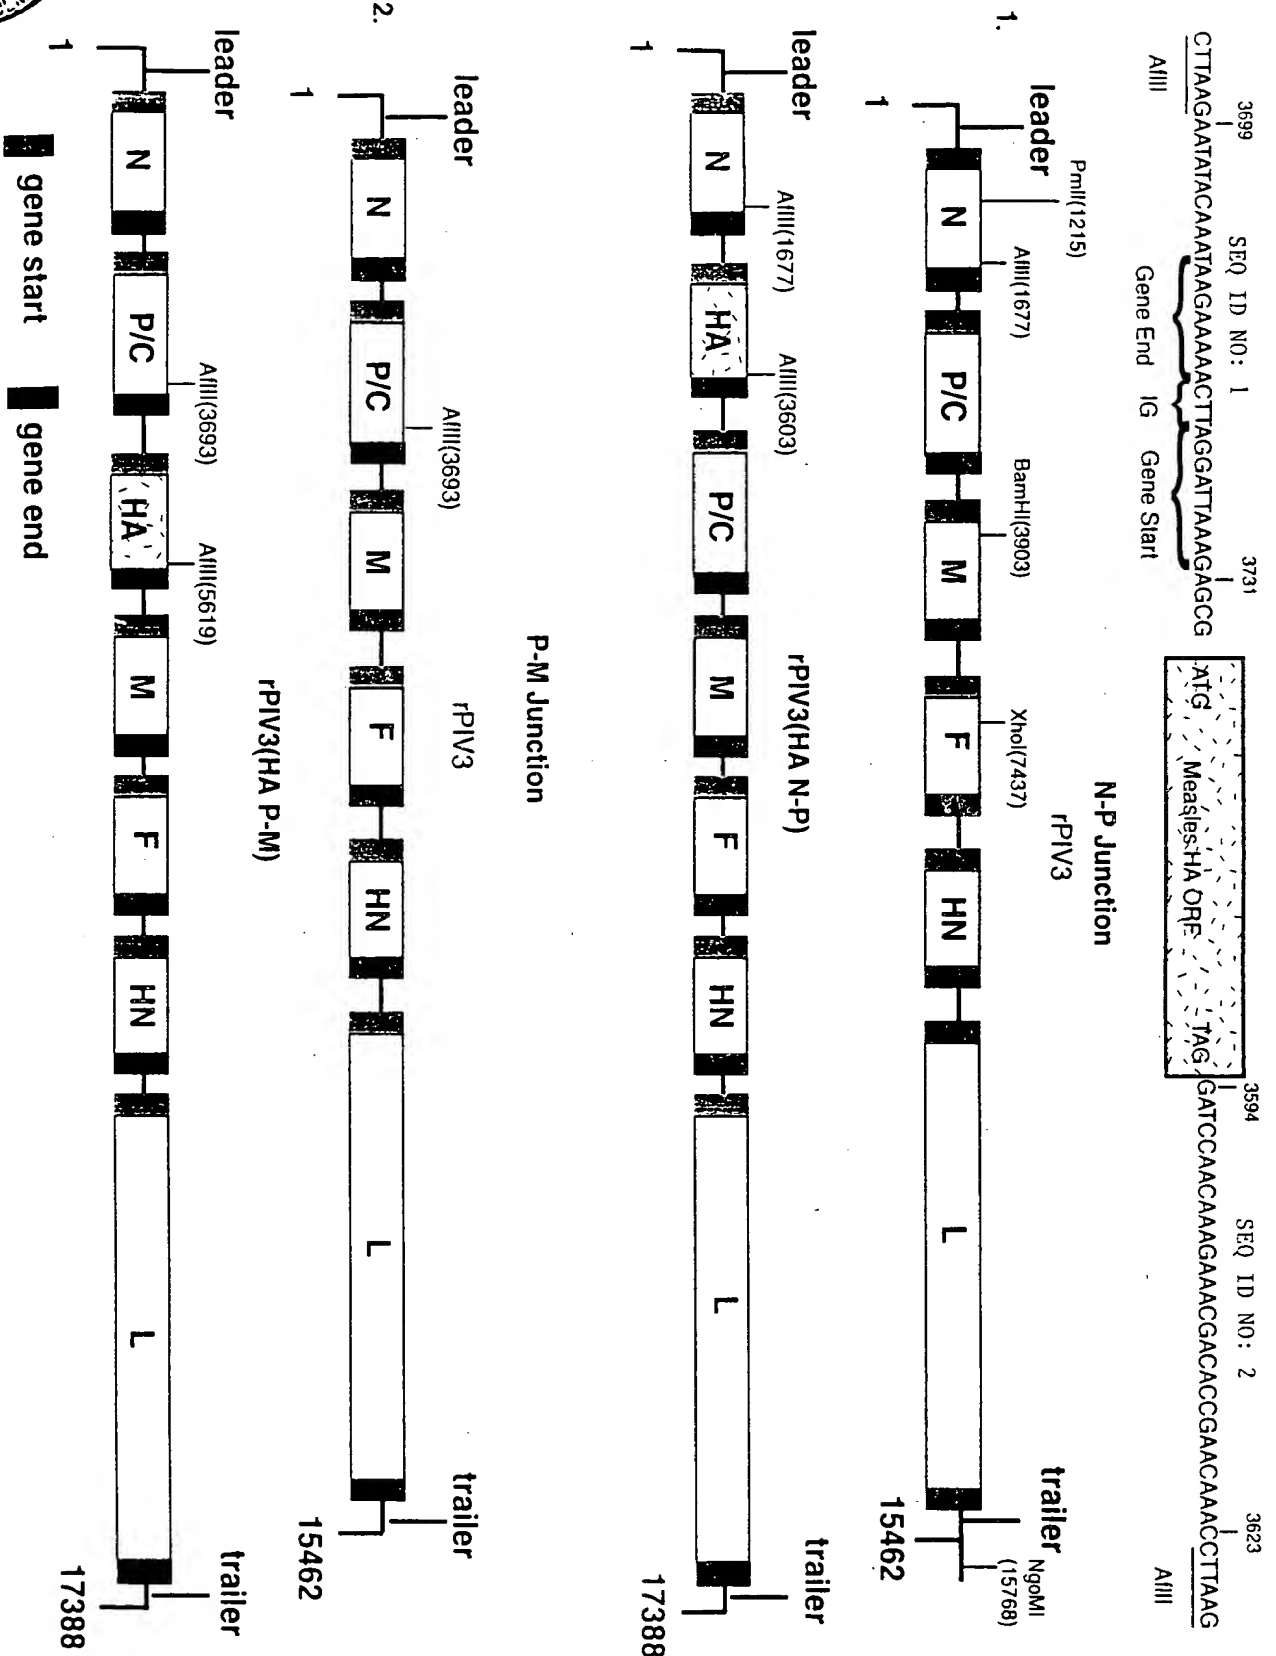 3699 SEQ ID NO: 1 3731 3594 SEQ ID NO: 2 3623
CTTAAGAATATACAAATAAGAAAAACTTAGGATTAAAGAGCG ATG Measles HA ORF TAG GATCCAACAAAGAAACGACACCGAACAAACCTTAAG
AflII Gene End IG Gene Start AflII
N-P Junction
1. rPIV3
leader PmlI(1215) AflII(1677) BamHI(3903) XhoI(7437) trailer NgoMI (15768)
N P/C M F HN L
1 15462
rPIV3(HA N-P)
leader AflII(1677) AflII(3603) trailer
N HA P/C M F HN L
1 17388
P-M Junction
2. rPIV3
leader AflII(3693) trailer
N P/C M F HN L
1 15462
rPIV3(HA P-M)
leader AflII(3693) AflII(5619) trailer
N P/C HA M F HN L
1 17388
gene start gene end